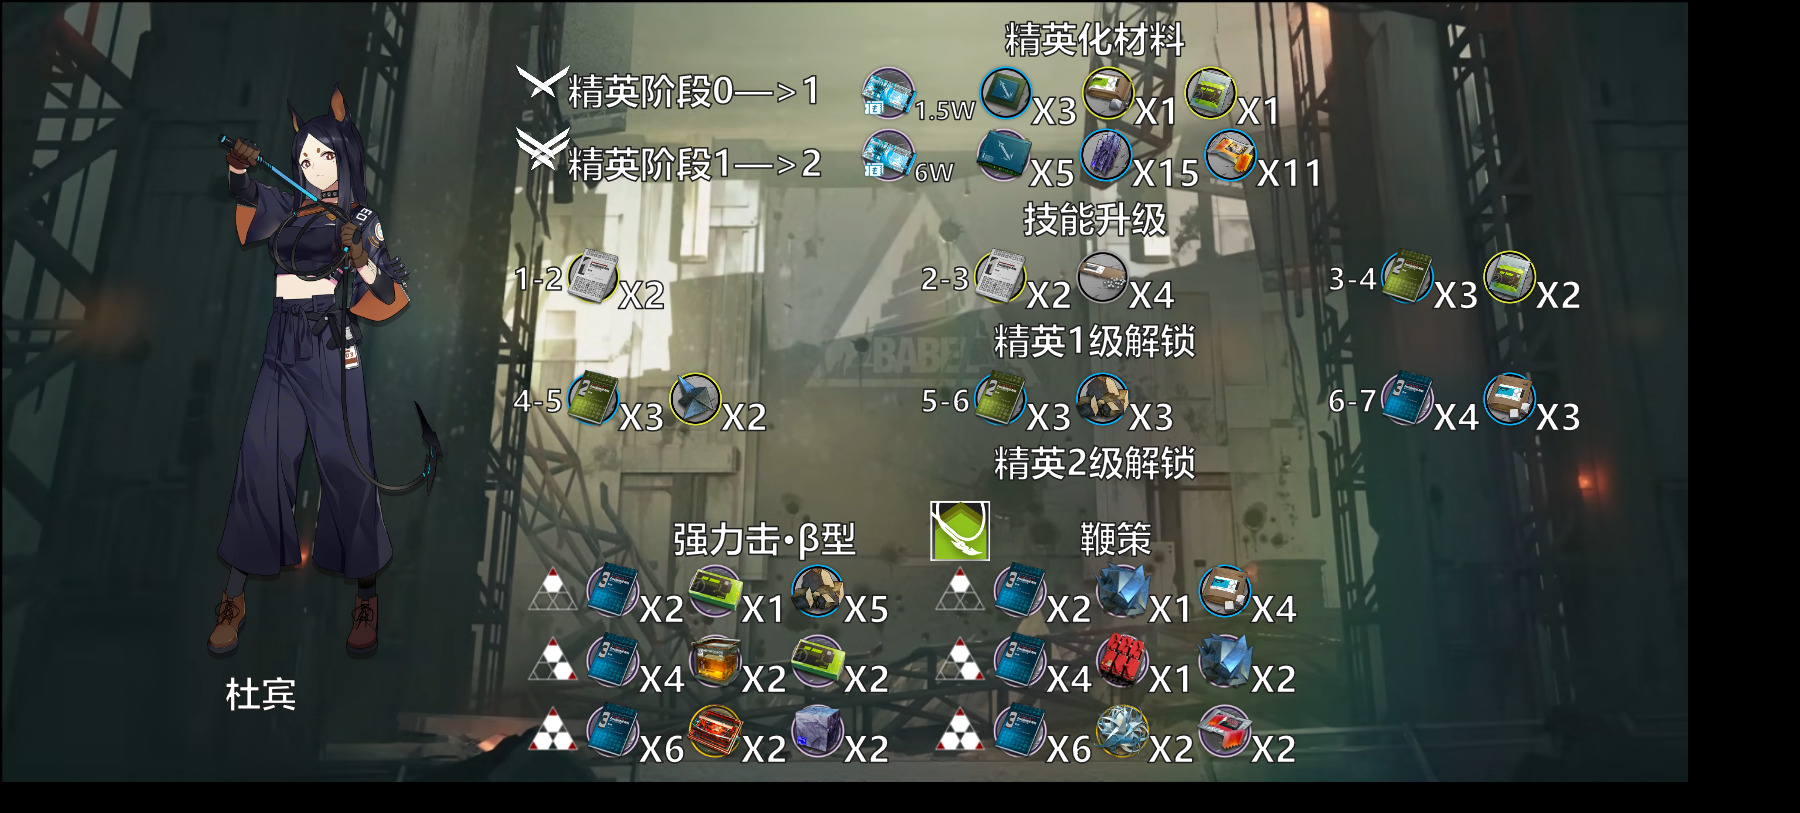 精英化材料
精英阶段0—>1 1.5W X3 X1 X1
精英阶段1—>2 6W X5 X15 X11
技能升级
1-2 X2 2-3 X2 X4 3-4 X3 X2
精英1级解锁
4-5 X3 X2 5-6 X3 X3 6-7 X4 X3
精英2级解锁
强力击·β型 鞭策
X2 X1 X5 X2 X1 X4
X4 X2 X2 X4 X1 X2
X6 X2 X2 X6 X2 X2
杜宾
BABEL